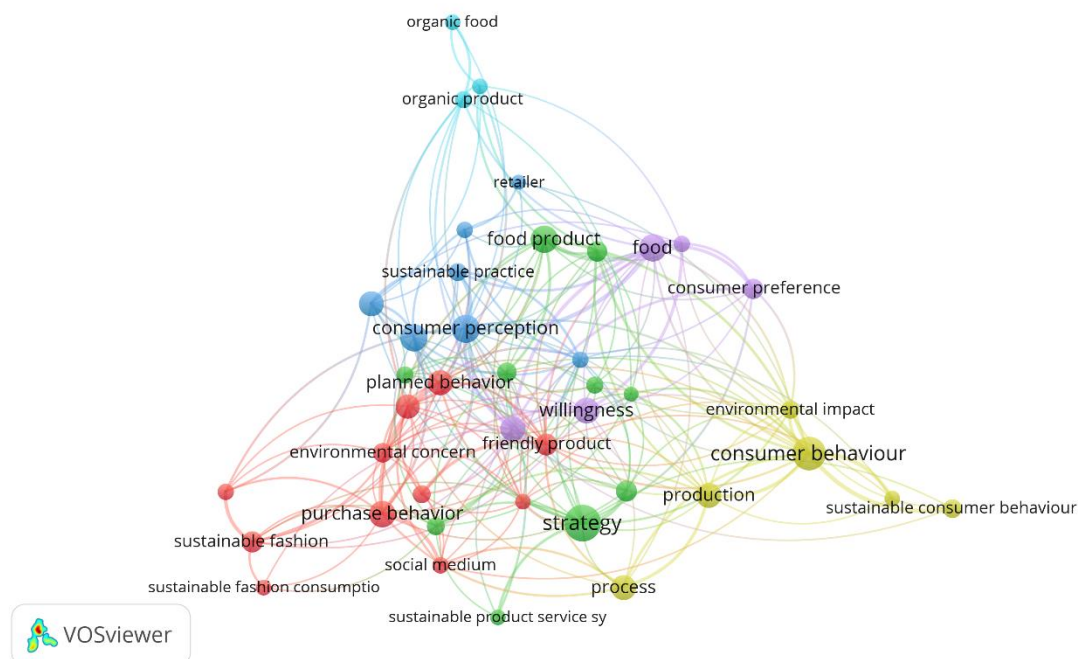 organic food
organic product
retailer
food product
food
sustainable practice
consumer preference
consumer perception
planned behavior
willingness
environmental impact
friendly product
environmental concern
consumer behaviour
production
purchase behavior
sustainable consumer behaviour
strategy
sustainable fashion
social medium
sustainable fashion consumptio
process
sustainable product service sy
VOSviewer